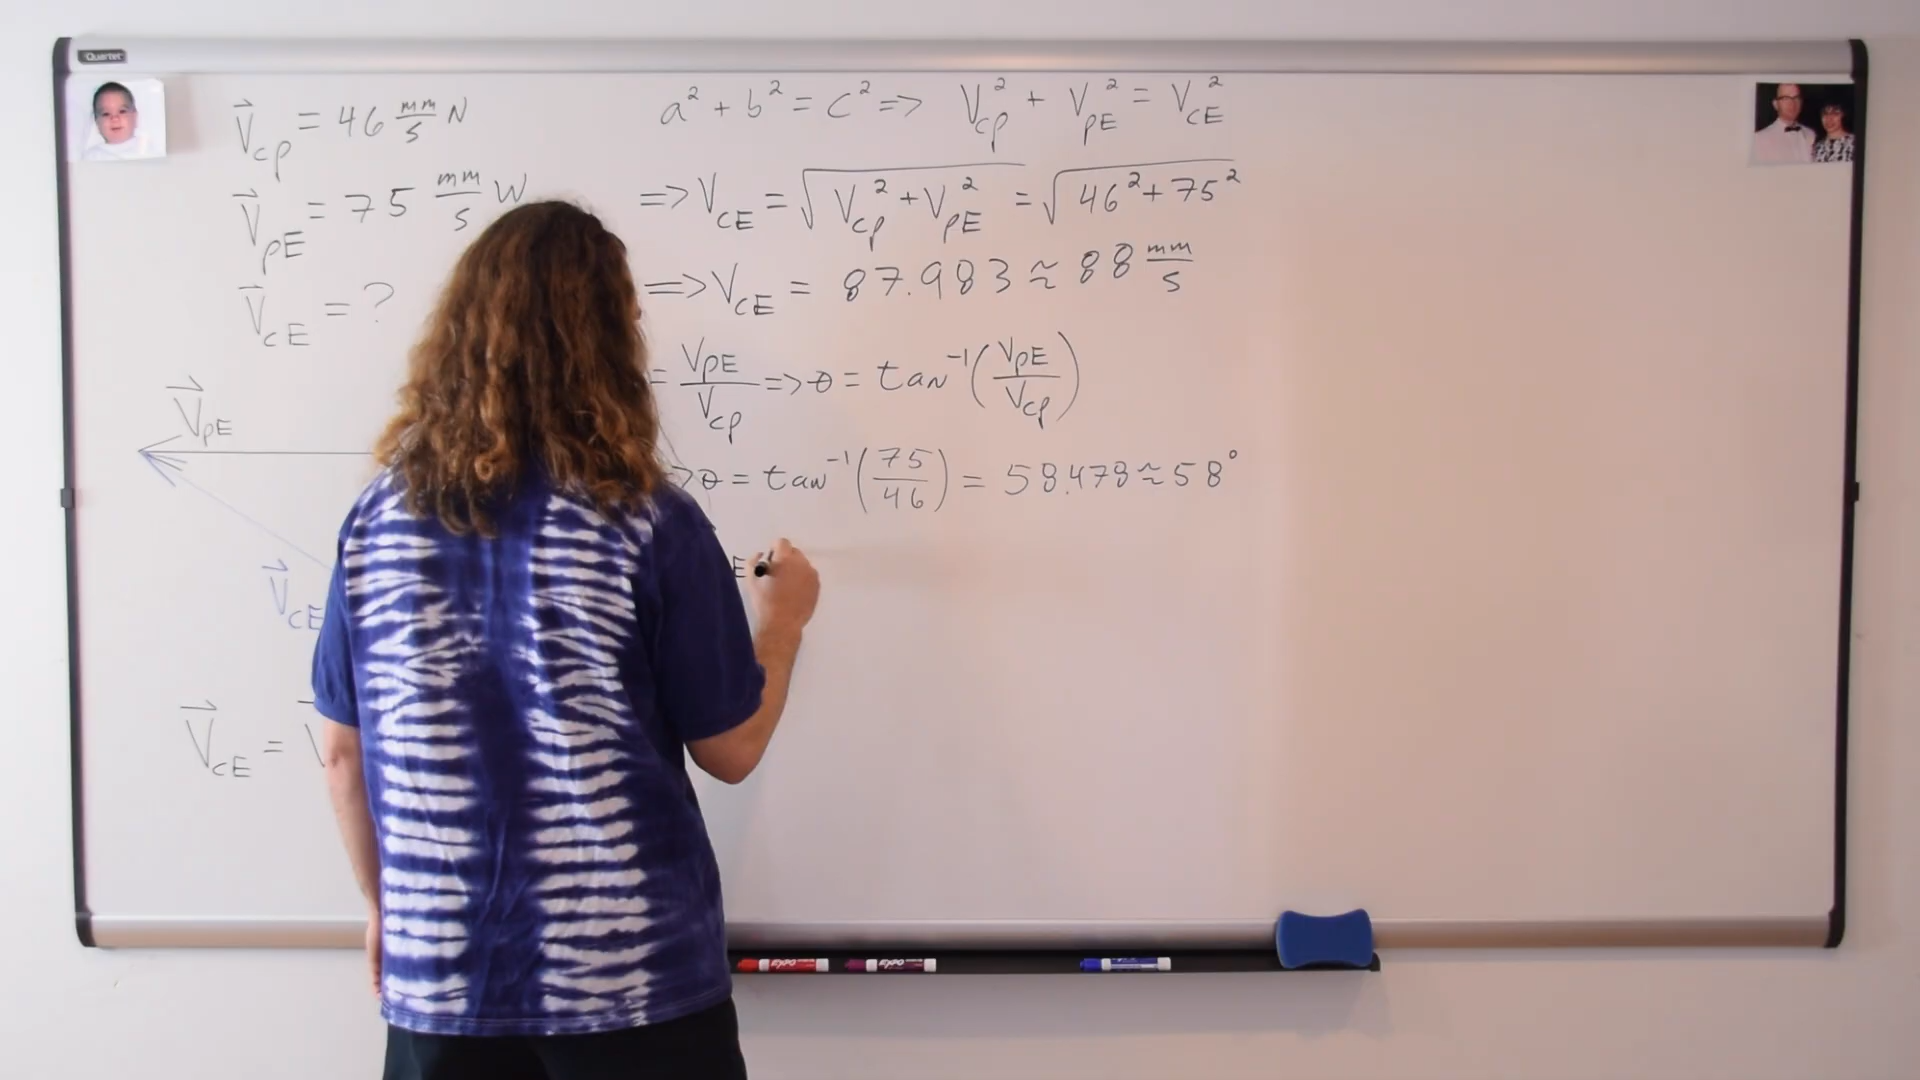 Quartet
V⃗cp = 46 mm/s N
V⃗pE = 75 mm/s W
V⃗cE = ?
V⃗pE
V⃗cE
V⃗cE = V
a² + b² = c² => Vcp² + VpE² = VcE²
=> VcE = √(Vcp² + VpE²) = √(46² + 75²)
=> VcE = 87.983 ≈ 88 mm/s
= VpE/Vcp => θ = tan⁻¹(VpE/Vcp)
=> θ = tan⁻¹(75/46) = 58.478 ≈ 58°
E
EXPO
EXPO